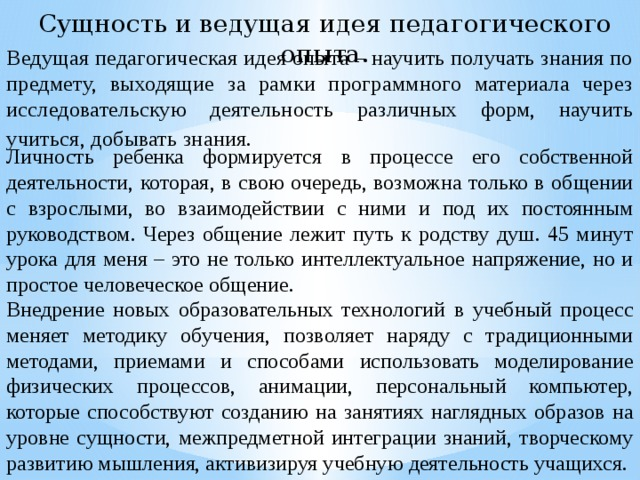 Сущность и ведущая идея педагогического
опыта.
Ведущая педагогическая идея опыта – научить получать знания по
предмету, выходящие за рамки программного материала через
исследовательскую деятельность различных форм, научить
учиться, добывать знания.
Личность ребенка формируется в процессе его собственной
деятельности, которая, в свою очередь, возможна только в общении
с взрослыми, во взаимодействии с ними и под их постоянным
руководством. Через общение лежит путь к родству душ. 45 минут
урока для меня – это не только интеллектуальное напряжение, но и
простое человеческое общение.
Внедрение новых образовательных технологий в учебный процесс
меняет методику обучения, позволяет наряду с традиционными
методами, приемами и способами использовать моделирование
физических процессов, анимации, персональный компьютер,
которые способствуют созданию на занятиях наглядных образов на
уровне сущности, межпредметной интеграции знаний, творческому
развитию мышления, активизируя учебную деятельность учащихся.